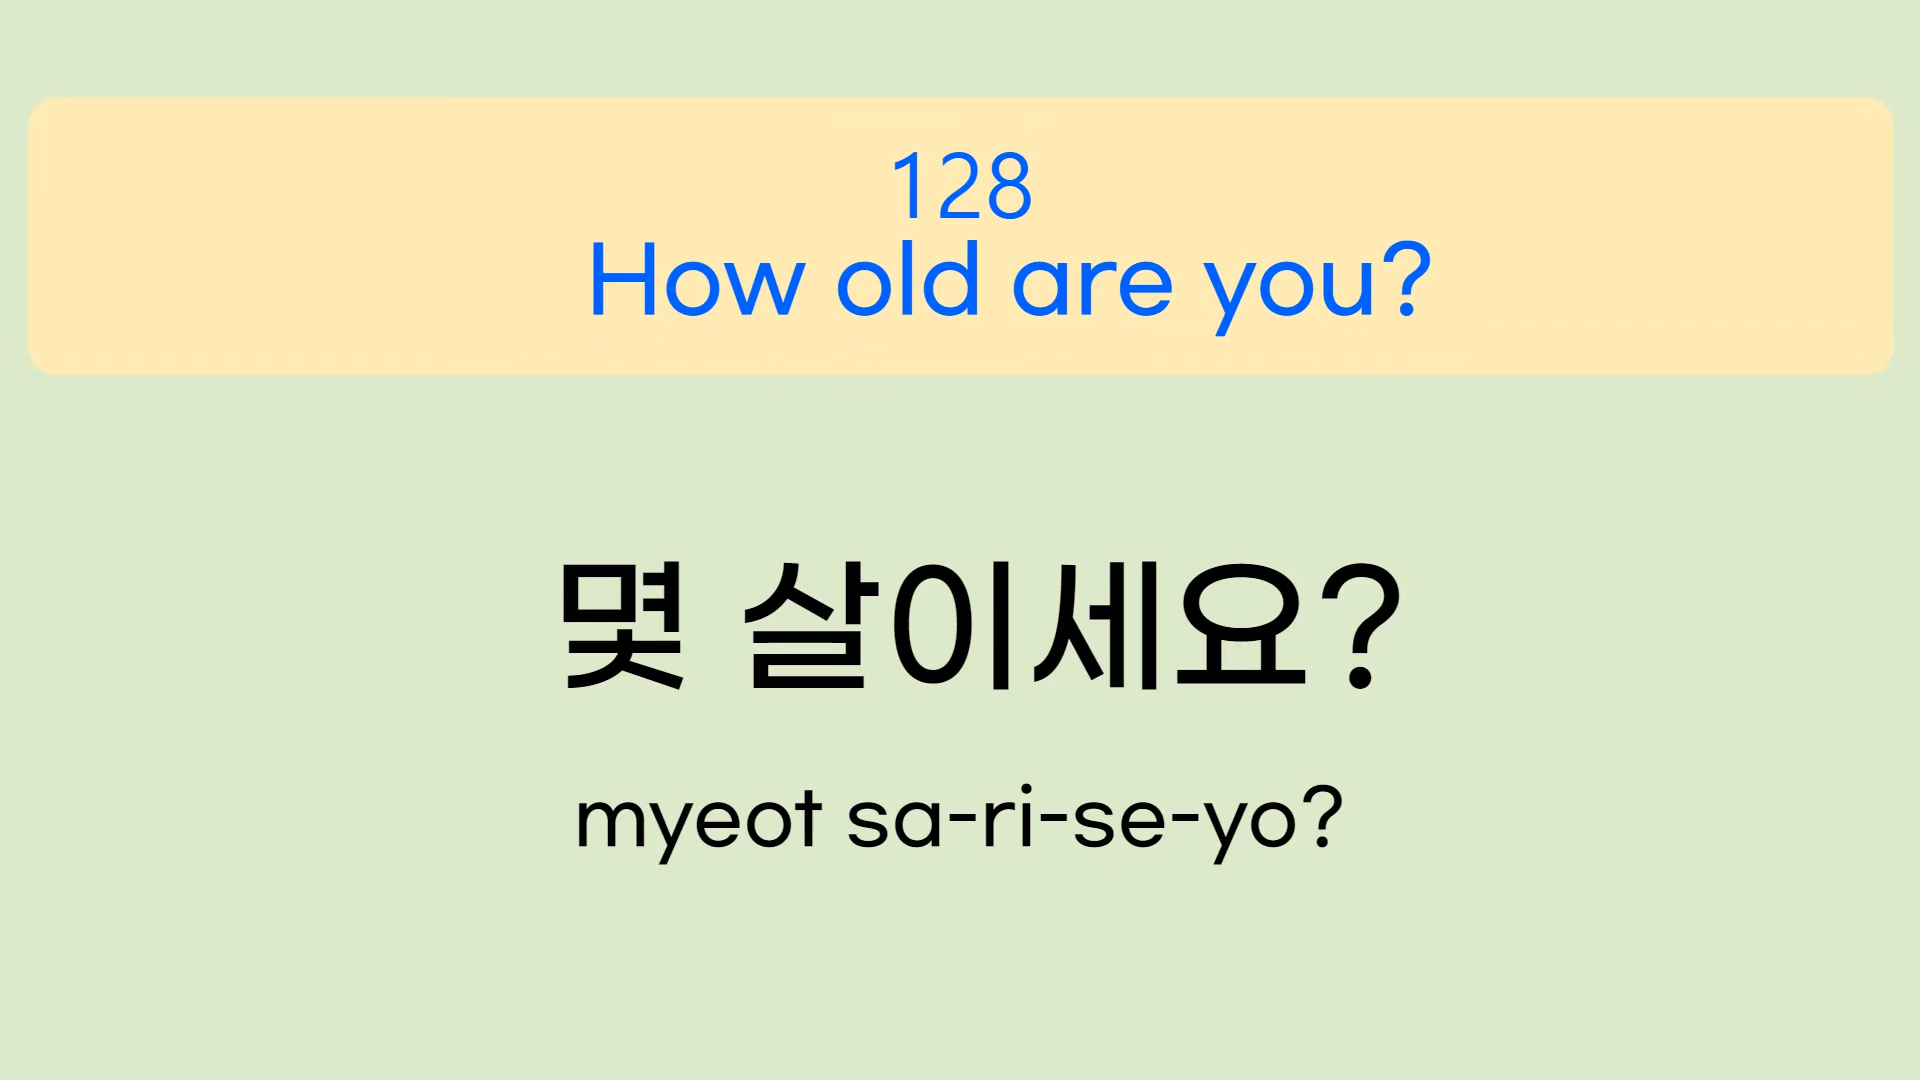 128
How old are you?
몇 살이세요?
myeot sa-ri-se-yo?